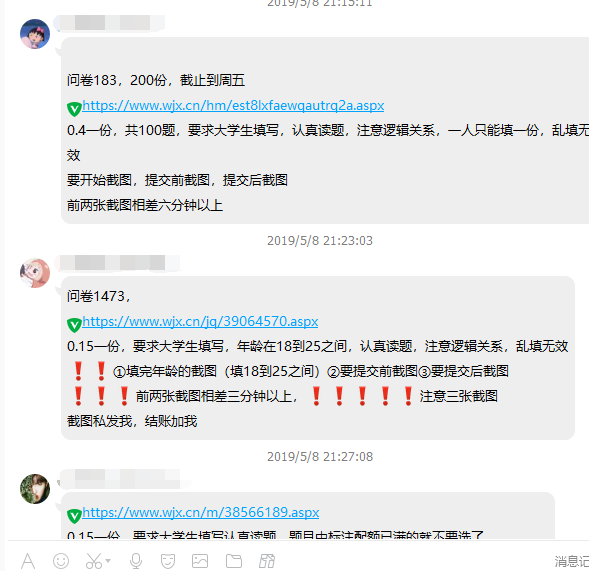 2019/5/8 21:15:11
问卷183，200份，截止到周五
https://www.wjx.cn/hm/est8lxfaewqautrq2a.aspx
0.4一份，共100题，要求大学生填写，认真读题，注意逻辑关系，一人只能填一份，乱填无
效
要开始截图，提交前截图，提交后截图
前两张截图相差六分钟以上
2019/5/8 21:23:03
问卷1473，
https://www.wjx.cn/jq/39064570.aspx
0.15一份，要求大学生填写，年龄在18到25之间，认真读题，注意逻辑关系，乱填无效
❗❗①填完年龄的截图（填18到25之间）②要提交前截图③要提交后截图
❗❗❗前两张截图相差三分钟以上，❗❗❗❗❗注意三张截图
截图私发我，结账加我
2019/5/8 21:27:08
https://www.wjx.cn/m/38566189.aspx
0.15一份，要求大学生填写认真读题，题目中标注配额已满的就不要选了
消息记